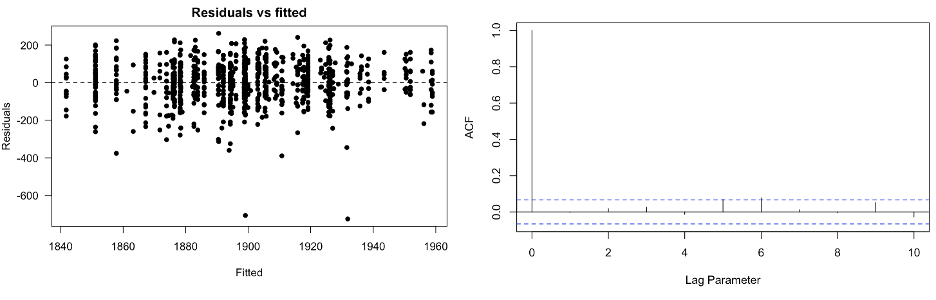 Residuals vs fitted
200
0
-200
-400
-600
Residuals
1840 1860 1880 1900 1920 1940 1960
Fitted
1.0
0.8
0.6
0.4
0.2
0.0
ACF
0 2 4 6 8 10
Lag Parameter